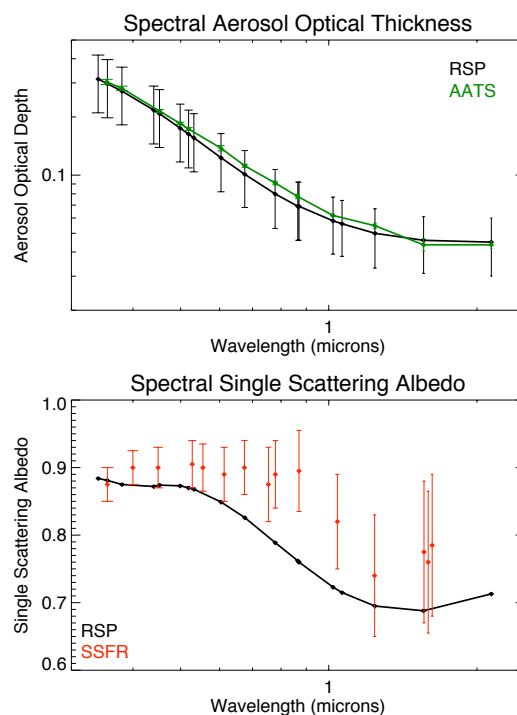 Spectral Aerosol Optical Thickness
RSP
AATS
0.1
Aerosol Optical Depth
1
Wavelength (microns)
Spectral Single Scattering Albedo
1.0
0.9
0.8
0.7
0.6
Single Scattering Albedo
RSP
SSFR
1
Wavelength (microns)